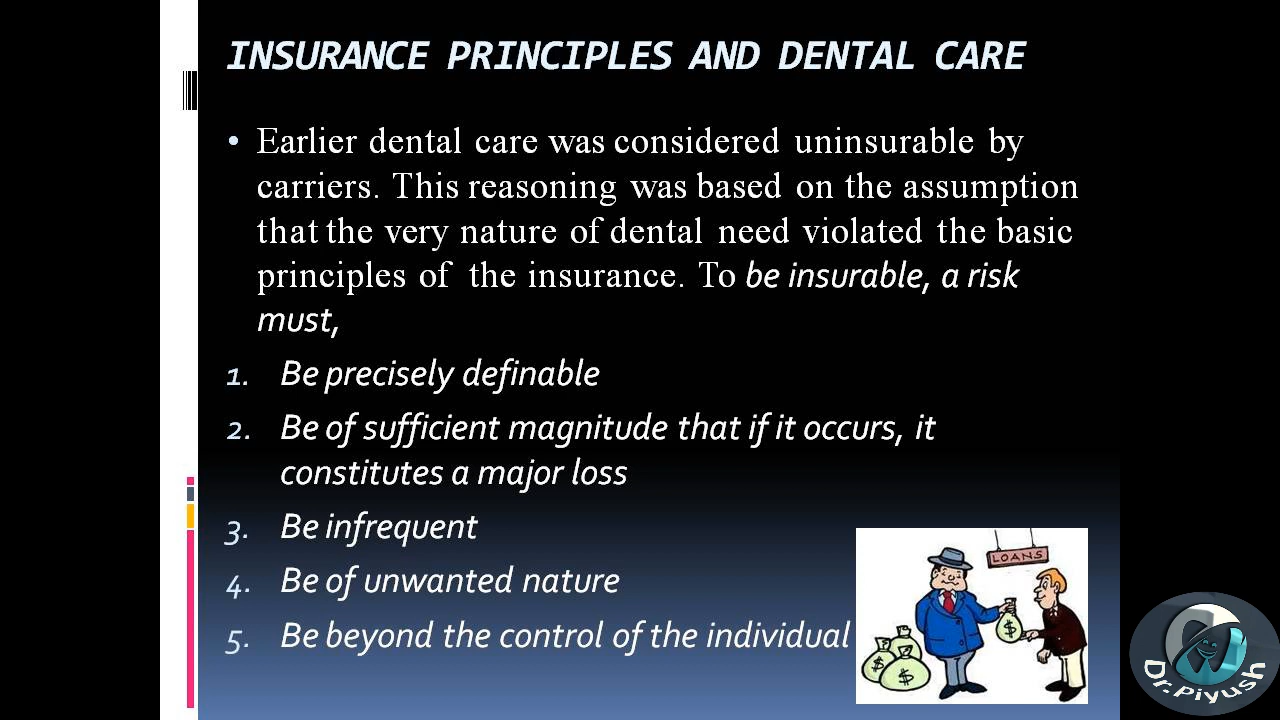 INSURANCE PRINCIPLES AND DENTAL CARE
• Earlier dental care was considered uninsurable by
carriers. This reasoning was based on the assumption
that the very nature of dental need violated the basic
principles of the insurance. To be insurable, a risk
must,
1. Be precisely definable
2. Be of sufficient magnitude that if it occurs, it
constitutes a major loss
3. Be infrequent
4. Be of unwanted nature
5. Be beyond the control of the individual
LOANS
$
$
$
Dr. Piyush